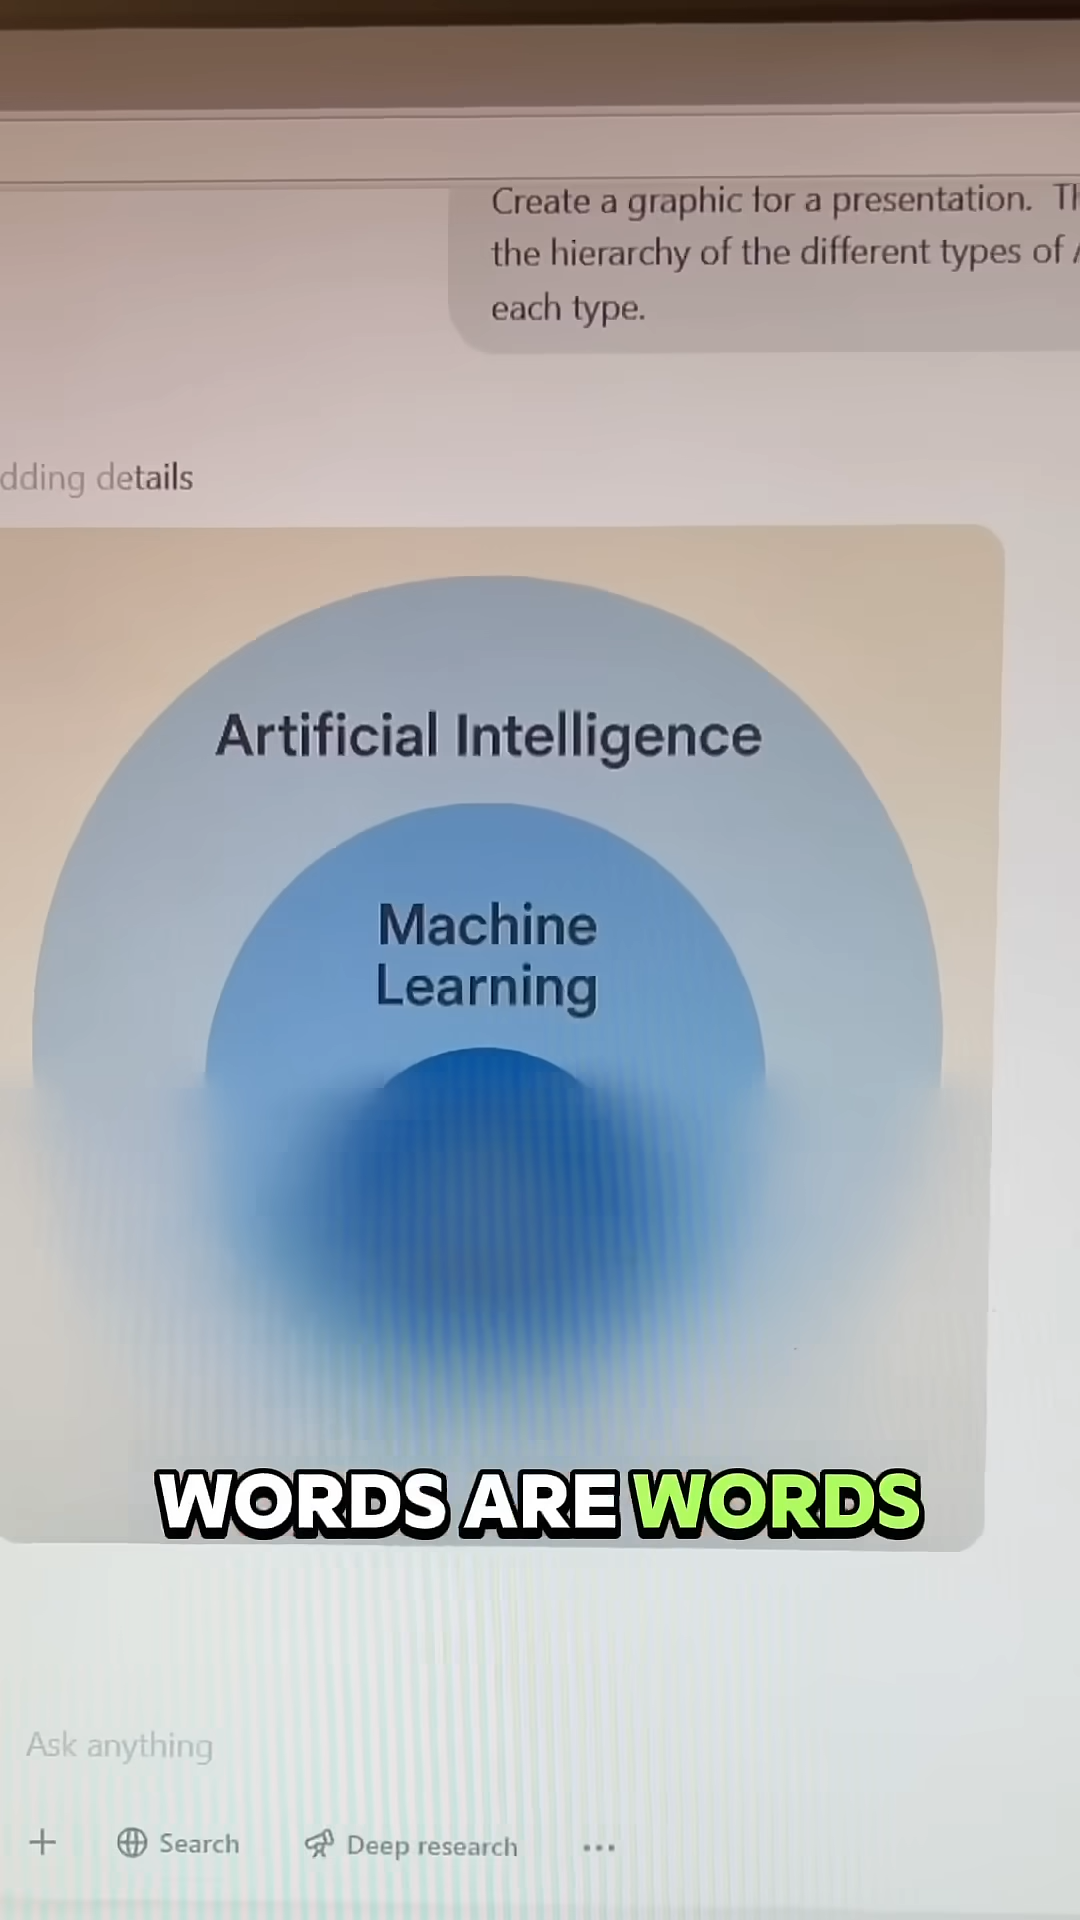 Create a graphic for a presentation.
the hierarchy of the different types of
each type.
dding details
Artificial Intelligence
Machine
Learning
WORDS ARE WORDS
Ask anything
Search
Deep research